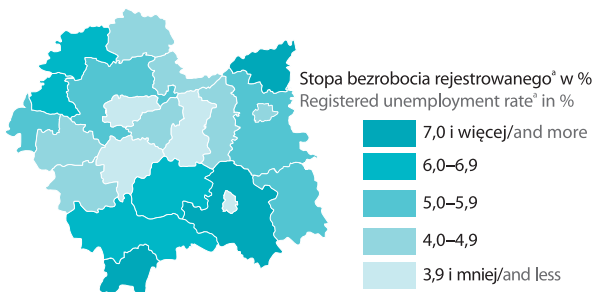 Stopa bezrobocia rejestrowanegoᵃ w %
Registered unemployment rateᵃ in %
7,0 i więcej/and more
6,0–6,9
5,0–5,9
4,0–4,9
3,9 i mniej/and less